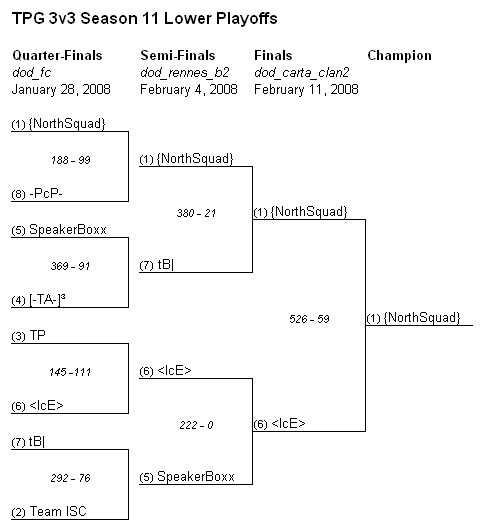 TPG 3v3 Season 11 Lower Playoffs
Quarter-Finals Semi-Finals Finals Champion
dod_fc dod_rennes_b2 dod_carta_clan2
January 28, 2008 February 4, 2008 February 11, 2008
(1) {NorthSquad}
188 – 99
(8) -PcP-
(5) SpeakerBoxx
369 – 91
(4) [-TA-]³
(3) TP
145 –111
(6) <IcE>
(7) tB|
292 – 76
(2) Team ISC
(1) {NorthSquad}
380 – 21
(7) tB|
(6) <IcE>
222 – 0
(5) SpeakerBoxx
(1) {NorthSquad}
526 – 59
(6) <IcE>
(1) {NorthSquad}